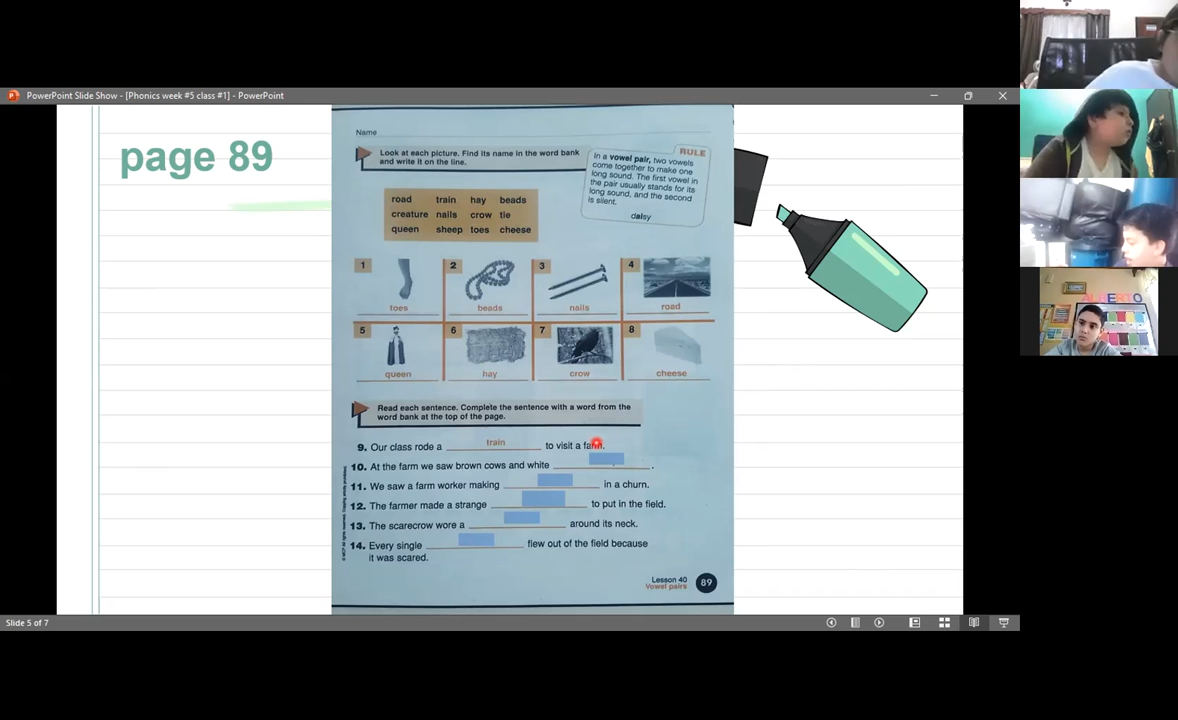 PowerPoint Slide Show - [Phonics week #5 class #1] - PowerPoint
page 89
Name
Look at each picture. Find its name in the word bank
and write it on the line.
RULE
In a vowel pair, two vowels
come together to make one
long sound. The first vowel in
the pair usually stands for its
long sound, and the second
is silent.
daisy
road train hay beads
creature nails crow tie
queen sheep toes cheese
1 2 3 4
toes beads nails road
5 6 7 8
queen hay crow cheese
Read each sentence. Complete the sentence with a word from the
word bank at the top of the page.
9. Our class rode a train to visit a farm.
10. At the farm we saw brown cows and white .
11. We saw a farm worker making in a churn.
12. The farmer made a strange to put in the field.
13. The scarecrow wore a around its neck.
14. Every single flew out of the field because
it was scared.
Lesson 40
Vowel pairs
89
Slide 5 of 7
ALBERTO